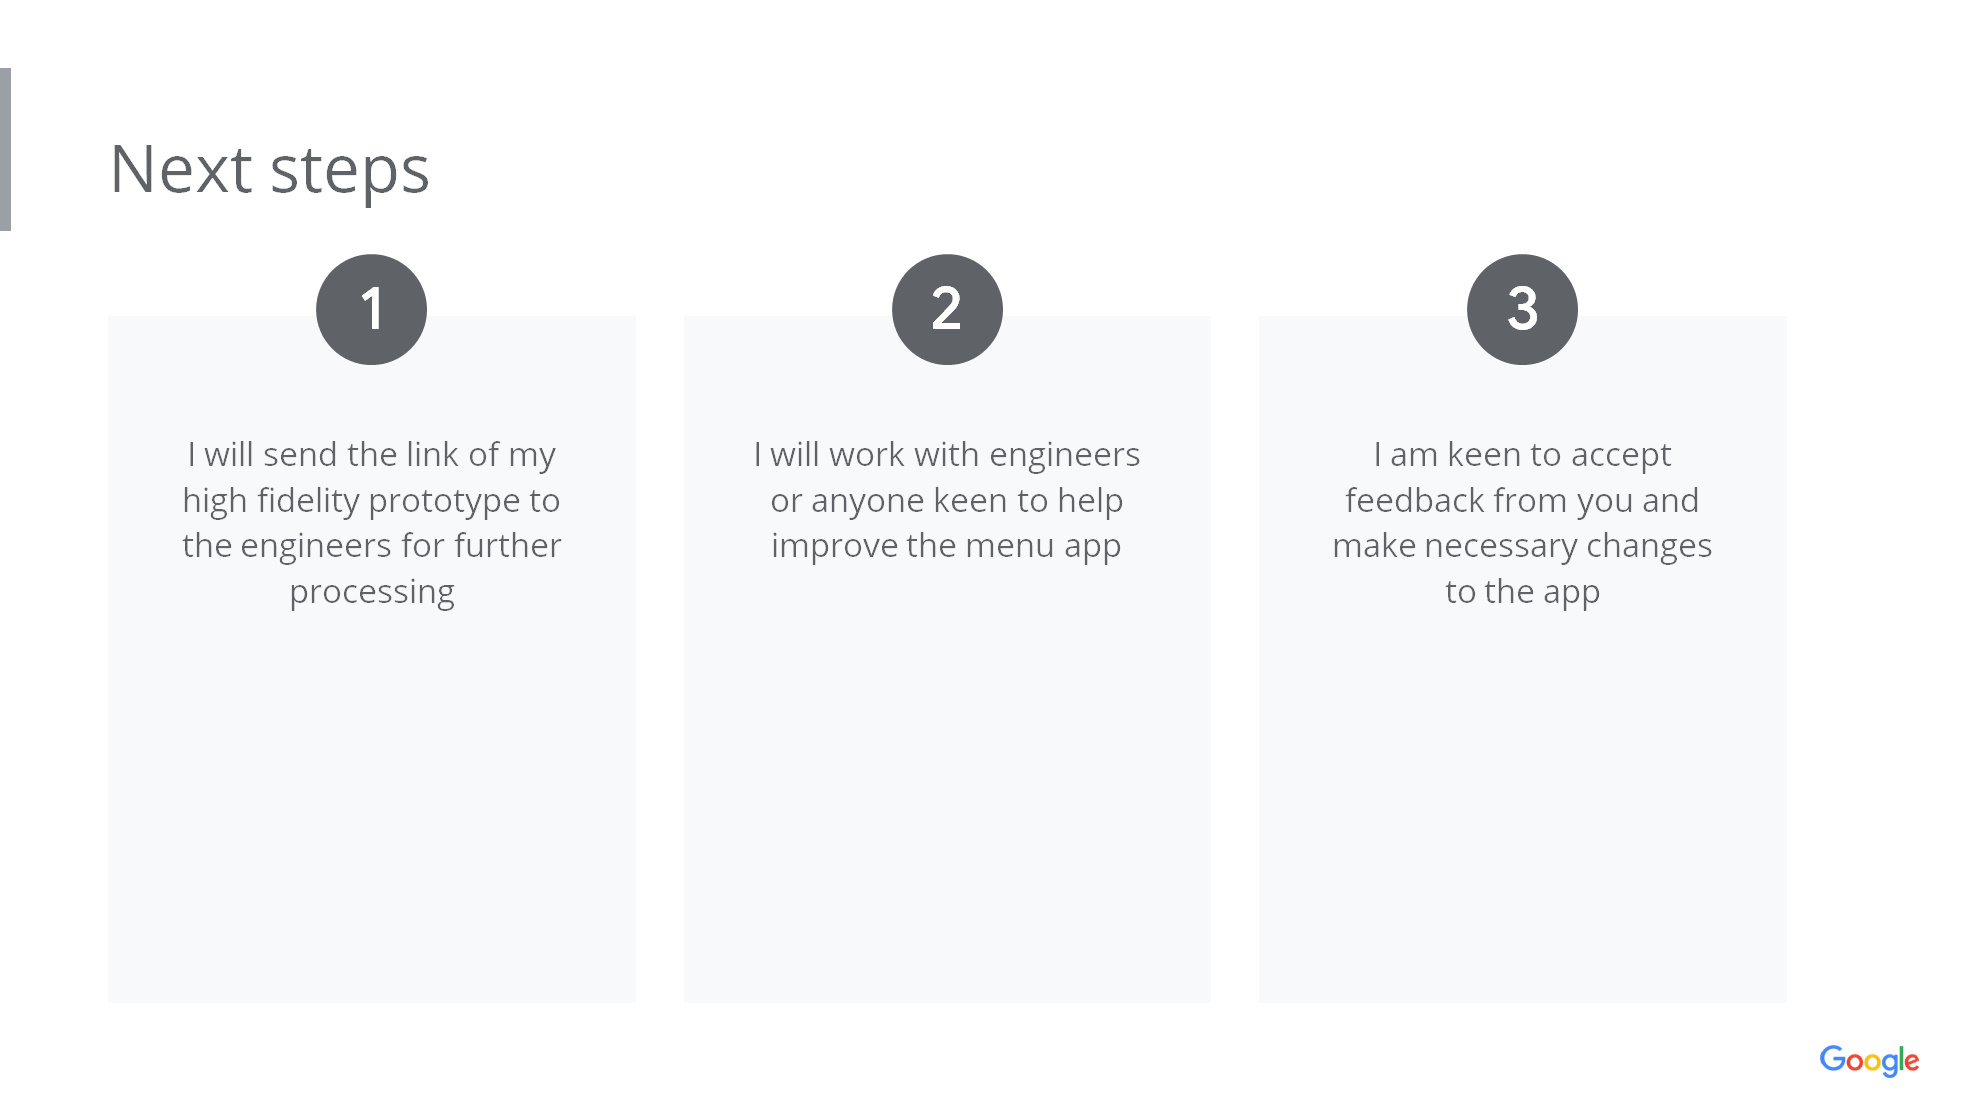 Next steps
1
I will send the link of my
high fidelity prototype to
the engineers for further
processing
2
I will work with engineers
or anyone keen to help
improve the menu app
3
I am keen to accept
feedback from you and
make necessary changes
to the app
Google